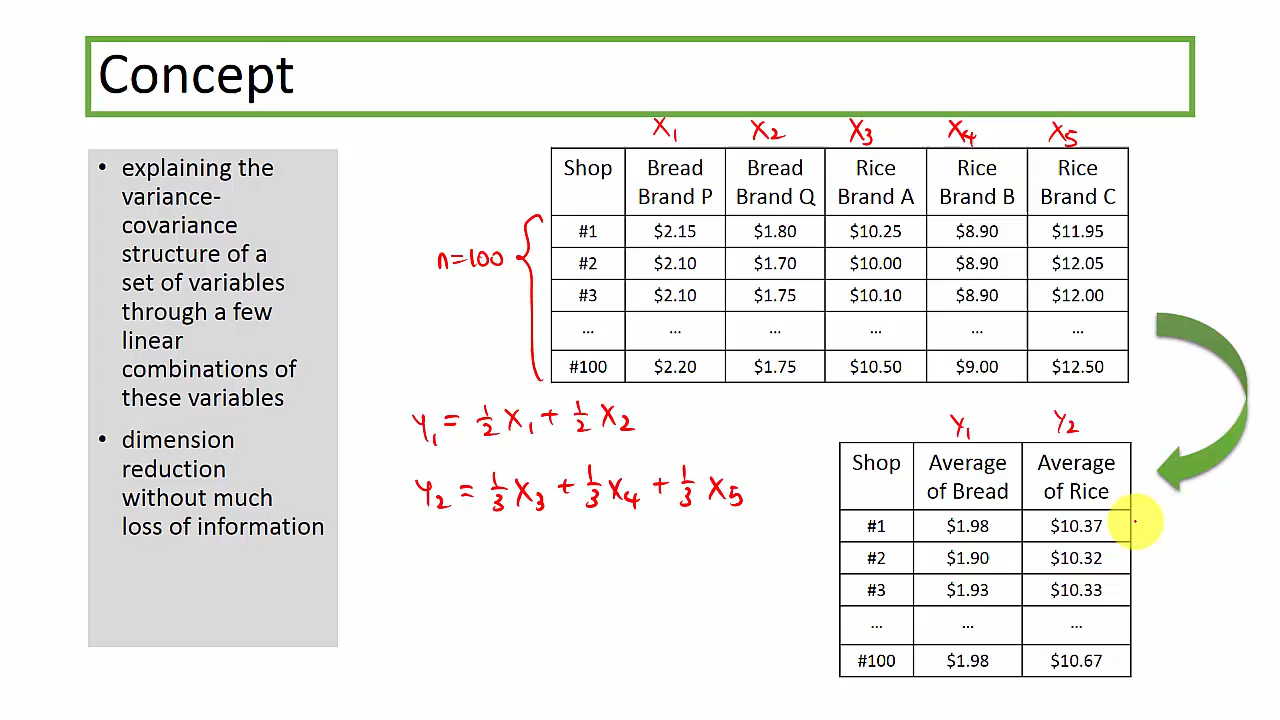 Concept
• explaining the
variance-
covariance
structure of a
set of variables
through a few
linear
combinations of
these variables
• dimension
reduction
without much
loss of information
X₁ X₂ X₃ X₄ X₅
Shop Bread Brand P Bread Brand Q Rice Brand A Rice Brand B Rice Brand C
#1 $2.15 $1.80 $10.25 $8.90 $11.95
n=100
#2 $2.10 $1.70 $10.00 $8.90 $12.05
#3 $2.10 $1.75 $10.10 $8.90 $12.00
... ... ... ... ... ...
#100 $2.20 $1.75 $10.50 $9.00 $12.50
Y₁ = ½ X₁ + ½ X₂
Y₂ = ⅓ X₃ + ⅓ X₄ + ⅓ X₅
Y₁ Y₂
Shop Average of Bread Average of Rice
#1 $1.98 $10.37
#2 $1.90 $10.32
#3 $1.93 $10.33
... ... ...
#100 $1.98 $10.67